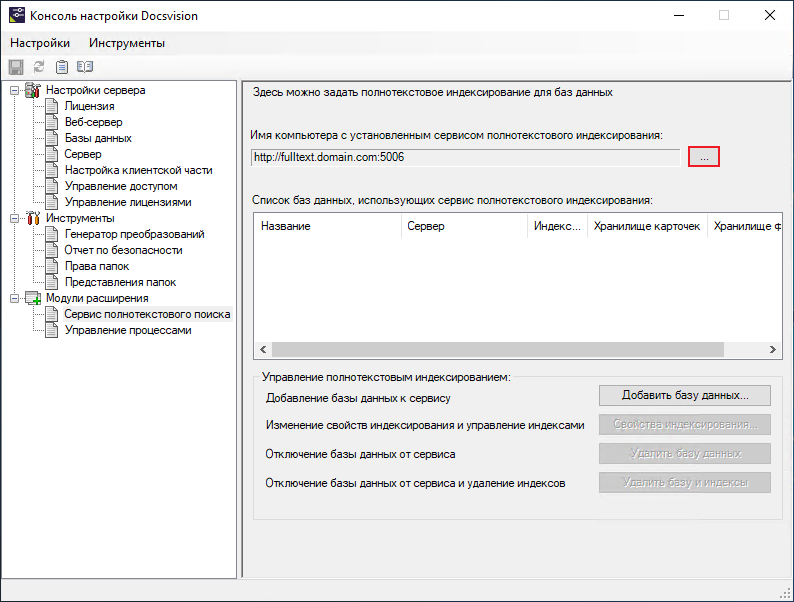 Консоль настройки Docsvision
Настройки Инструменты
Настройки сервера
Лицензия
Веб-сервер
Базы данных
Сервер
Настройка клиентской части
Управление доступом
Управление лицензиями
Инструменты
Генератор преобразований
Отчет по безопасности
Права папок
Представления папок
Модули расширения
Сервис полнотекстового поиска
Управление процессами
Здесь можно задать полнотекстовое индексирование для баз данных
Имя компьютера с установленным сервисом полнотекстового индексирования:
http://fulltext.domain.com:5006 ...
Список баз данных, использующих сервис полнотекстового индексирования:
Название Сервер Индекс... Хранилище карточек Хранилище ф
Управление полнотекстовым индексированием:
Добавление базы данных к сервису Добавить базу данных...
Изменение свойств индексирования и управление индексами Свойства индексирования...
Отключение базы данных от сервиса Удалить базу данных
Отключение базы данных от сервиса и удаление индексов Удалить базу и индексы